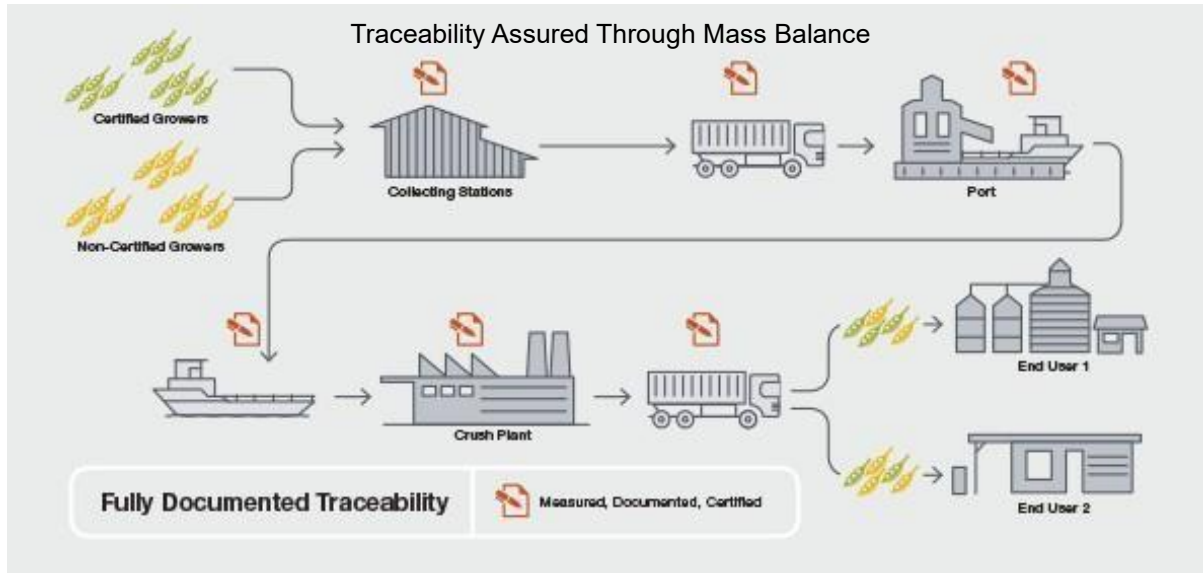 Traceability Assured Through Mass Balance
Certified Growers
Non-Certified Growers
Collecting Stations
Port
Crush Plant
End User 1
End User 2
Fully Documented Traceability
Measured, Documented, Certified